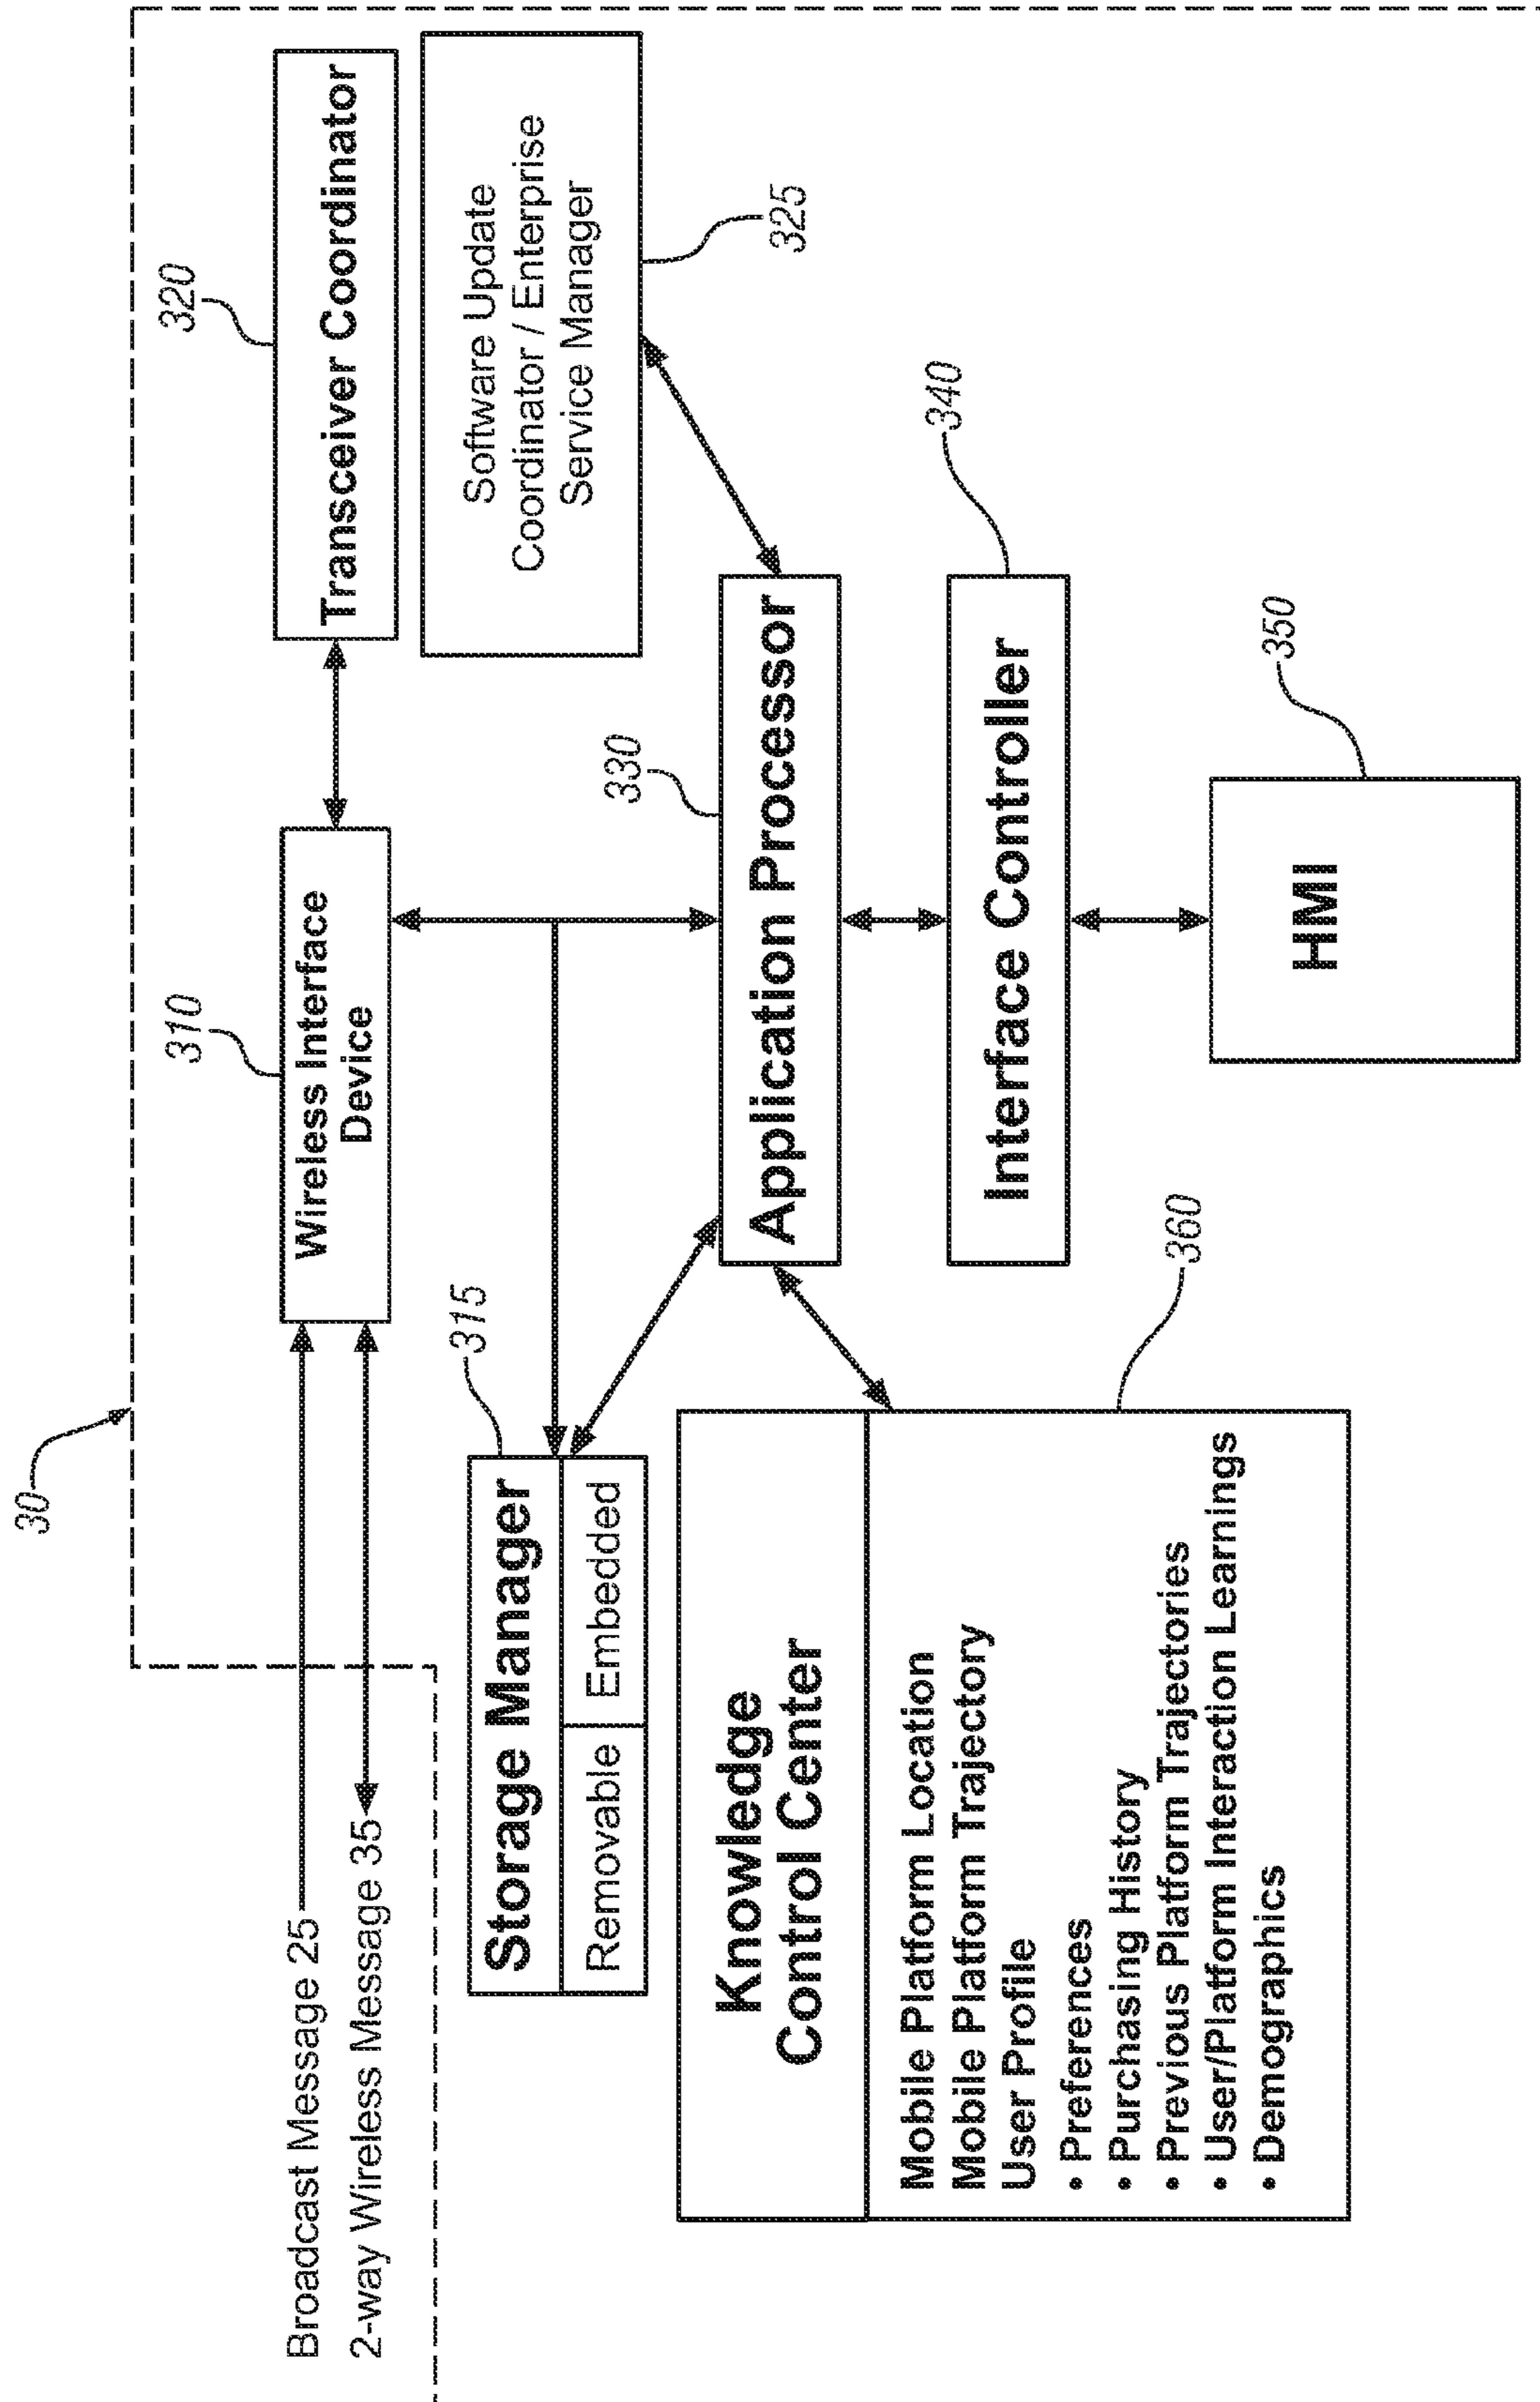 30
Broadcast Message 25
2-way Wireless Message 35
310
Wireless Interface
Device
320
Transceiver Coordinator
315
Storage Manager
Removable
Embedded
Software Update
Coordinator / Enterprise
Service Manager
325
330
Application Processor
Knowledge
Control Center
Mobile Platform Location
Mobile Platform Trajectory
User Profile
• Preferences
• Purchasing History
• Previous Platform Trajectories
• User/Platform Interaction Learnings
• Demographics
360
340
Interface Controller
350
HMI